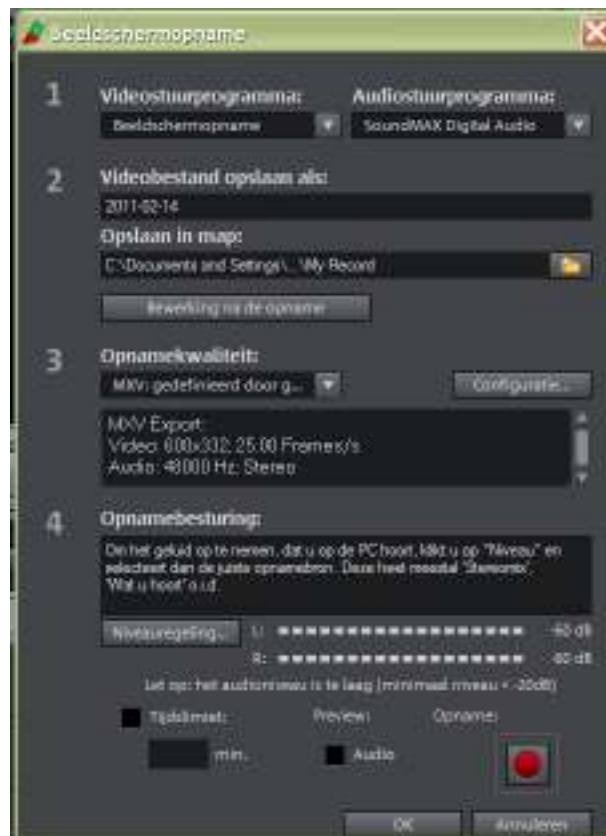 Beeldschermopname
1
Videostuurprogramma: Audiostuurprogramma:
Beeldschermopname SoundMAX Digital Audio
2
Videobestand opslaan als:
2011-02-14
Opslaan in map:
C:\Documents and Settings\...\My Record
Bewerking na de opname
3
Opnamekwaliteit:
MXV: gedefinieerd door g... Configuratie...
MXV Export:
Video: 600x332; 25.00 Frames/s
Audio: 48000 Hz; Stereo
4
Opnamebesturing:
Om het geluid op te nemen, dat u op de PC hoort, klikt u op "Niveau" en
selecteert dan de juiste opnamebron. Deze heet meestal 'Stereomix',
'Wat u hoort' o.i.d.
Niveauregeling... L: -60 dB
R: -60 dB
Let op: het audioniveau is te laag (minimaal niveau = -20dB)
Tijdslimiet: Preview: Opname:
min. Audio
OK Annuleren